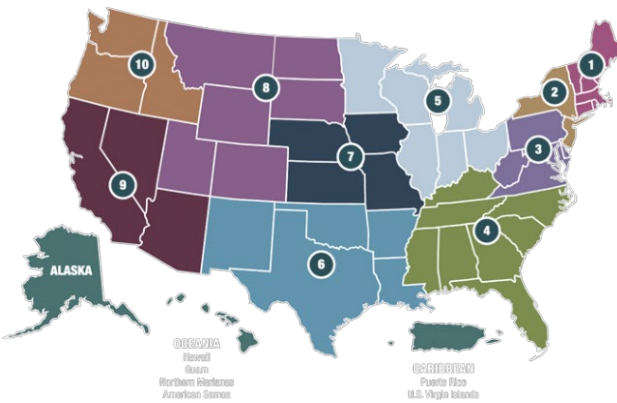 1
10
2
8
5
3
7
9
4
6
ALASKA
OCEANIA
Hawaii
Guam
Northern Marianas
American Samoa
CARIBBEAN
Puerto Rico
U.S. Virgin Islands